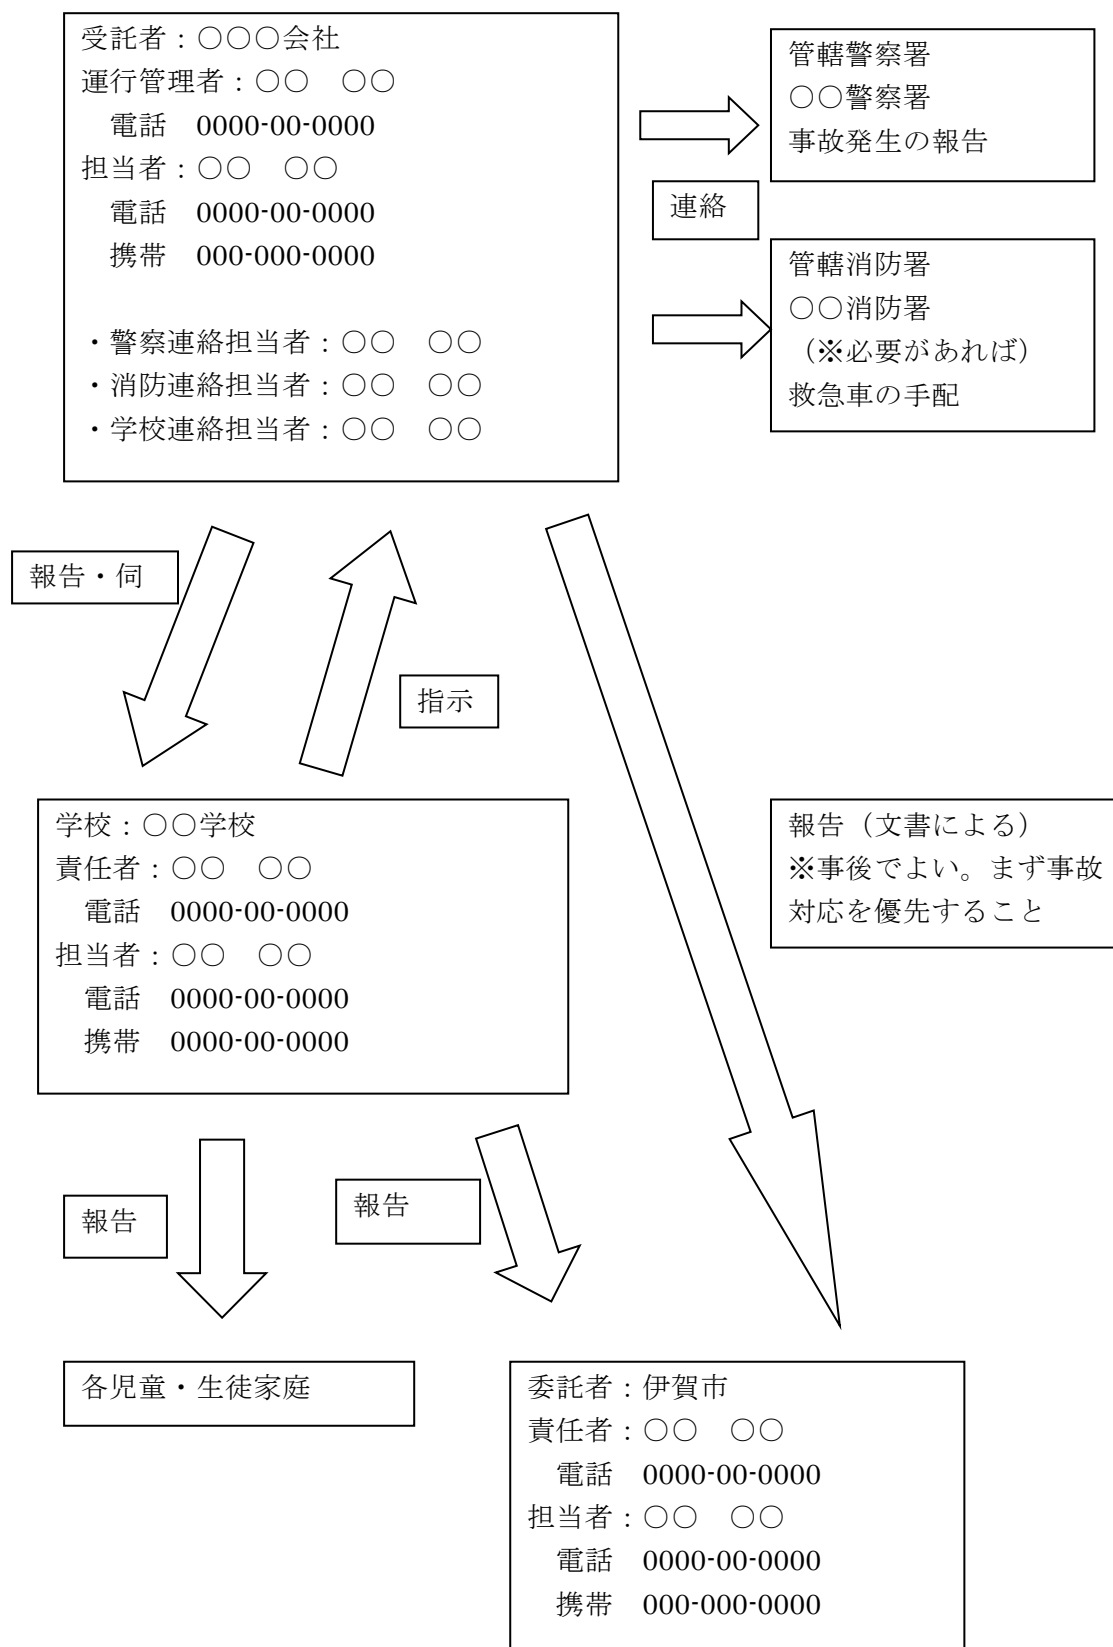 受託者：○○○会社
運行管理者：○○　○○
電話　0000-00-0000
担当者：○○　○○
電話　0000-00-0000
携帯　000-000-0000
・警察連絡担当者：○○　○○
・消防連絡担当者：○○　○○
・学校連絡担当者：○○　○○
管轄警察署
○○警察署
事故発生の報告
連絡
管轄消防署
○○消防署
（※必要があれば）
救急車の手配
報告・伺
指示
学校：○○学校
責任者：○○　○○
電話　0000-00-0000
担当者：○○　○○
電話　0000-00-0000
携帯　0000-00-0000
報告（文書による）
※事後でよい。まず事故
対応を優先すること
報告
報告
各児童・生徒家庭
委託者：伊賀市
責任者：○○　○○
電話　0000-00-0000
担当者：○○　○○
電話　0000-00-0000
携帯　000-000-0000